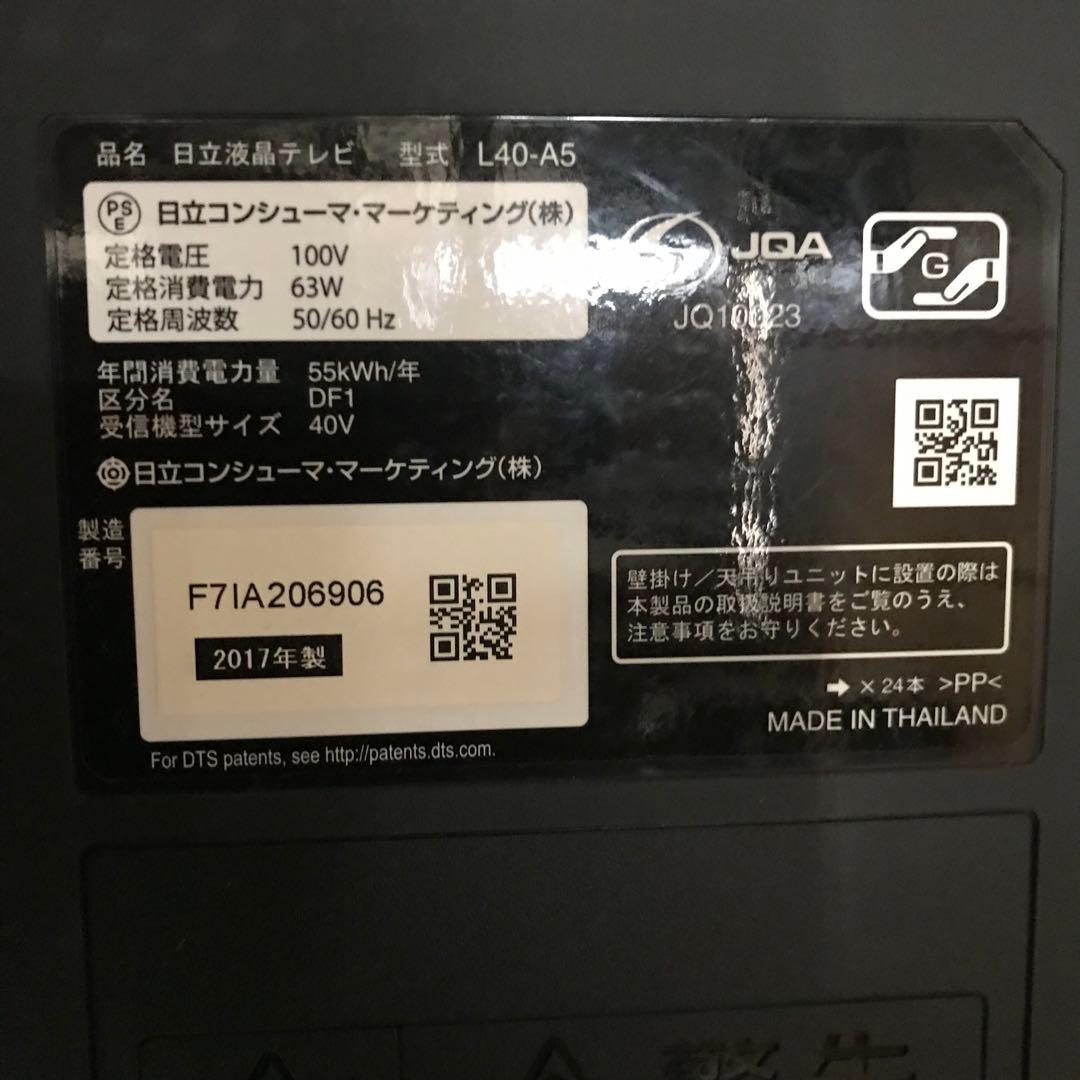 品名 日立液晶テレビ 型式 L40-A5
PS E 日立コンシューマ・マーケティング(株)
定格電圧 100V
定格消費電力 63W
定格周波数 50/60 Hz
JQA
G
年間消費電力量 55kWh/年
区分名 DF1
受信機型サイズ 40V
日立コンシューマ・マーケティング(株)
製造番号
F7IA206906
2017年製
壁掛け/天吊りユニットに設置の際は
本製品の取扱説明書をご覧のうえ、
注意事項をお守りください。
➡ × 24本 >PP<
MADE IN THAILAND
For DTS patents, see http://patents.dts.com.